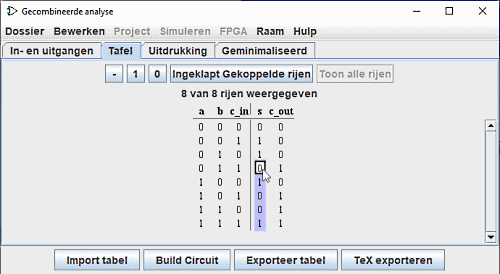 Gecombineerde analyse
Dossier Bewerken Project Simuleren FPGA Raam Hulp
In- en uitgangen Tafel Uitdrukking Geminimaliseerd
- 1 0 Ingeklapt Gekoppelde rijen Toon alle rijen
8 van 8 rijen weergegeven
a b c_in s c_out
0 0 0 0 0
0 0 1 1 0
0 1 0 1 0
0 1 1 0 1
1 0 0 1 0
1 0 1 0 1
1 1 0 0 1
1 1 1 1 1
Import tabel Build Circuit Exporteer tabel TeX exporteren